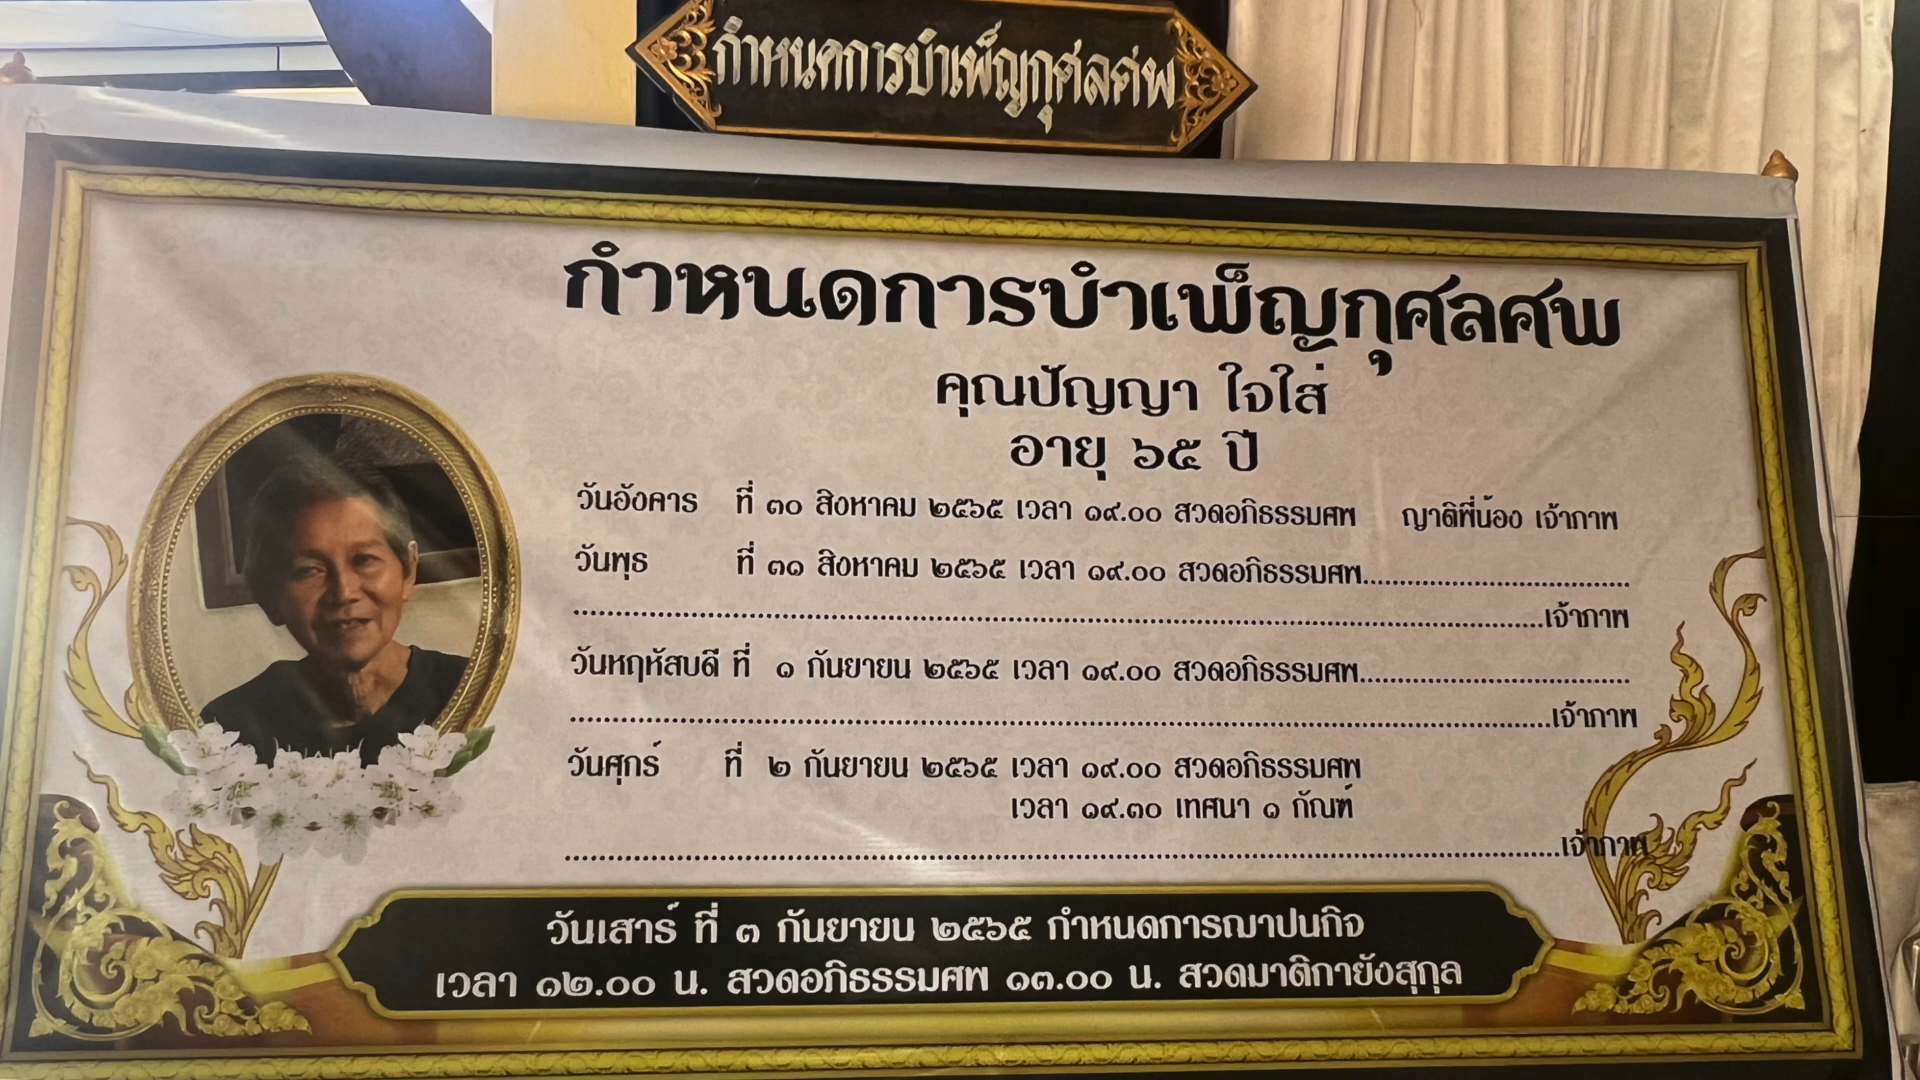 กำหนดการบำเพ็ญกุศลศพ
กำหนดการบำเพ็ญกุศลศพ
คุณปัญญา ใจใส่
อายุ ๖๕ ปี
วันอังคาร ที่ ๓๐ สิงหาคม ๒๕๖๕ เวลา ๑๙.๐๐ สวดอภิธรรมศพ ญาติพี่น้อง เจ้าภาพ
วันพุธ ที่ ๓๑ สิงหาคม ๒๕๖๕ เวลา ๑๙.๐๐ สวดอภิธรรมศพ....................................
....................................................................................................เจ้าภาพ
วันหฤหัสบดี ที่ ๑ กันยายน ๒๕๖๕ เวลา ๑๙.๐๐ สวดอภิธรรมศพ....................................
....................................................................................................เจ้าภาพ
วันศุกร์ ที่ ๒ กันยายน ๒๕๖๕ เวลา ๑๙.๐๐ สวดอภิธรรมศพ
เวลา ๑๙.๓๐ เทศนา ๑ กัณฑ์
....................................................................................................เจ้าภาพ
วันเสาร์ ที่ ๓ กันยายน ๒๕๖๕ กำหนดการฌาปนกิจ
เวลา ๑๒.๐๐ น. สวดอภิธรรมศพ ๑๓.๐๐ น. สวดมาติกายังสุกุล